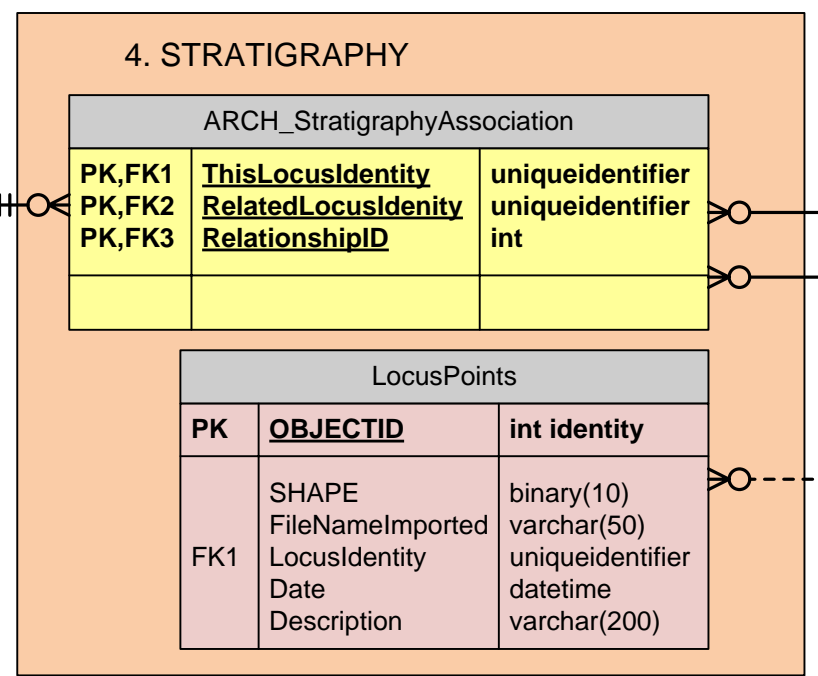 4. STRATIGRAPHY
ARCH_StratigraphyAssociation
PK,FK1 ThisLocusIdentity uniqueidentifier
PK,FK2 RelatedLocusIdenity uniqueidentifier
PK,FK3 RelationshipID int
LocusPoints
PK OBJECTID int identity
SHAPE binary(10)
FileNameImported varchar(50)
FK1 LocusIdentity uniqueidentifier
Date datetime
Description varchar(200)